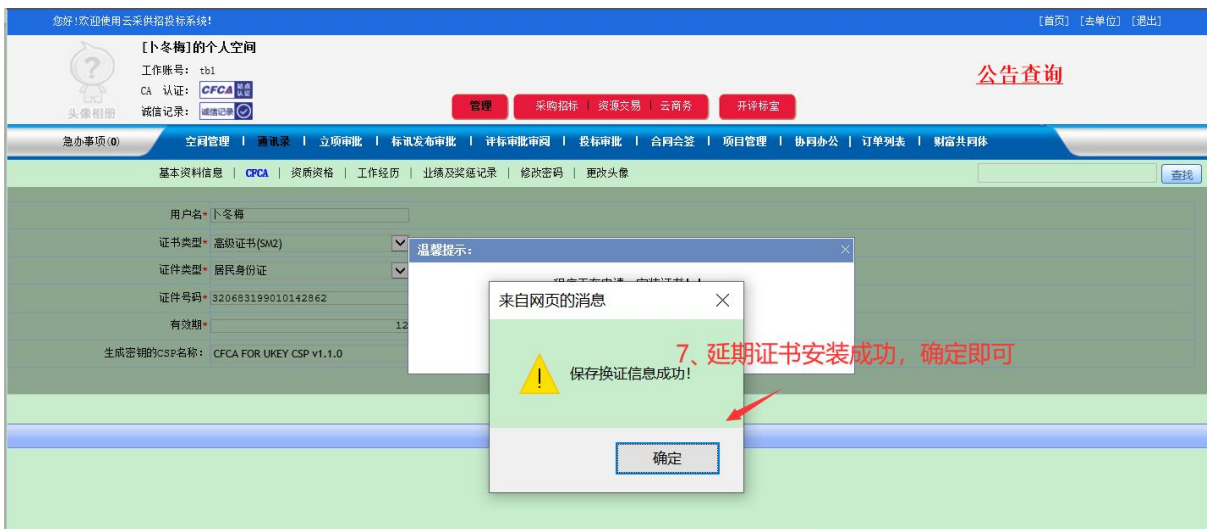 您好!欢迎使用云采供招投标系统! [首页] [去单位] [退出]
[卜冬梅]的个人空间
工作账号: tb1
CA 认证: CFCA 站点认证
诚信记录: 诚信记录
头像相册
公告查询
管理 采购招标 | 资源交易 | 云商务 开评标室
急办事项(0) 空间管理 | 通讯录 | 立项审批 | 标讯发布审批 | 评标审批审阅 | 投标审批 | 合同会签 | 项目管理 | 协同办公 | 订单列表 | 财富共同体
基本资料信息 | CFCA | 资质资格 | 工作经历 | 业绩及奖惩记录 | 修改密码 | 更改头像 查找
用户名* 卜冬梅
证书类型* 高级证书(SM2)
证件类型* 居民身份证
证件号码* 320683199010142862
有效期* 12
生成密钥的CSP名称: CFCA FOR UKEY CSP v1.1.0
温馨提示:
来自网页的消息
7、延期证书安装成功，确定即可
保存换证信息成功!
确定